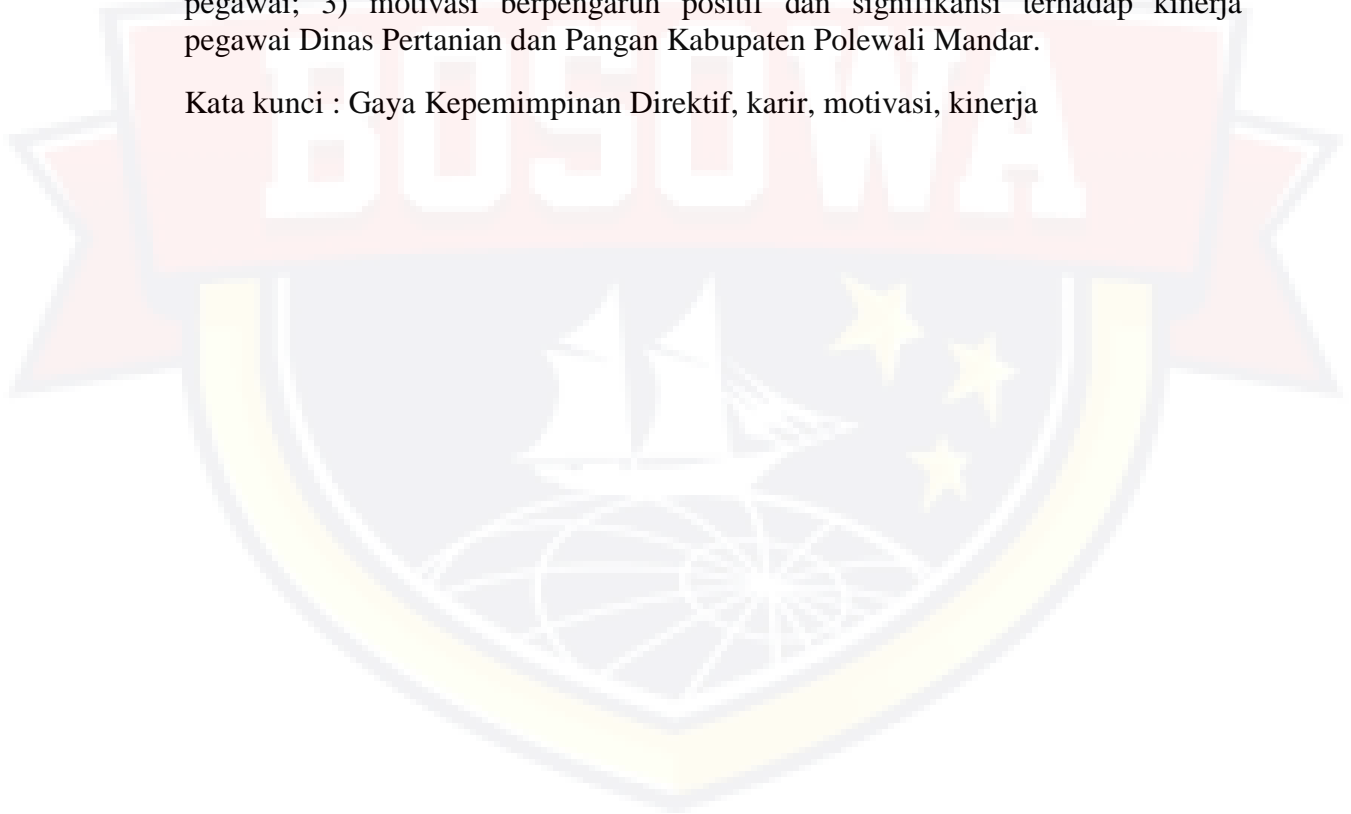 pegawai; 3) motivasi berpengaruh positif dan signifikansi terhadap kinerja
pegawai Dinas Pertanian dan Pangan Kabupaten Polewali Mandar.
Kata kunci : Gaya Kepemimpinan Direktif, karir, motivasi, kinerja
BOSOWA